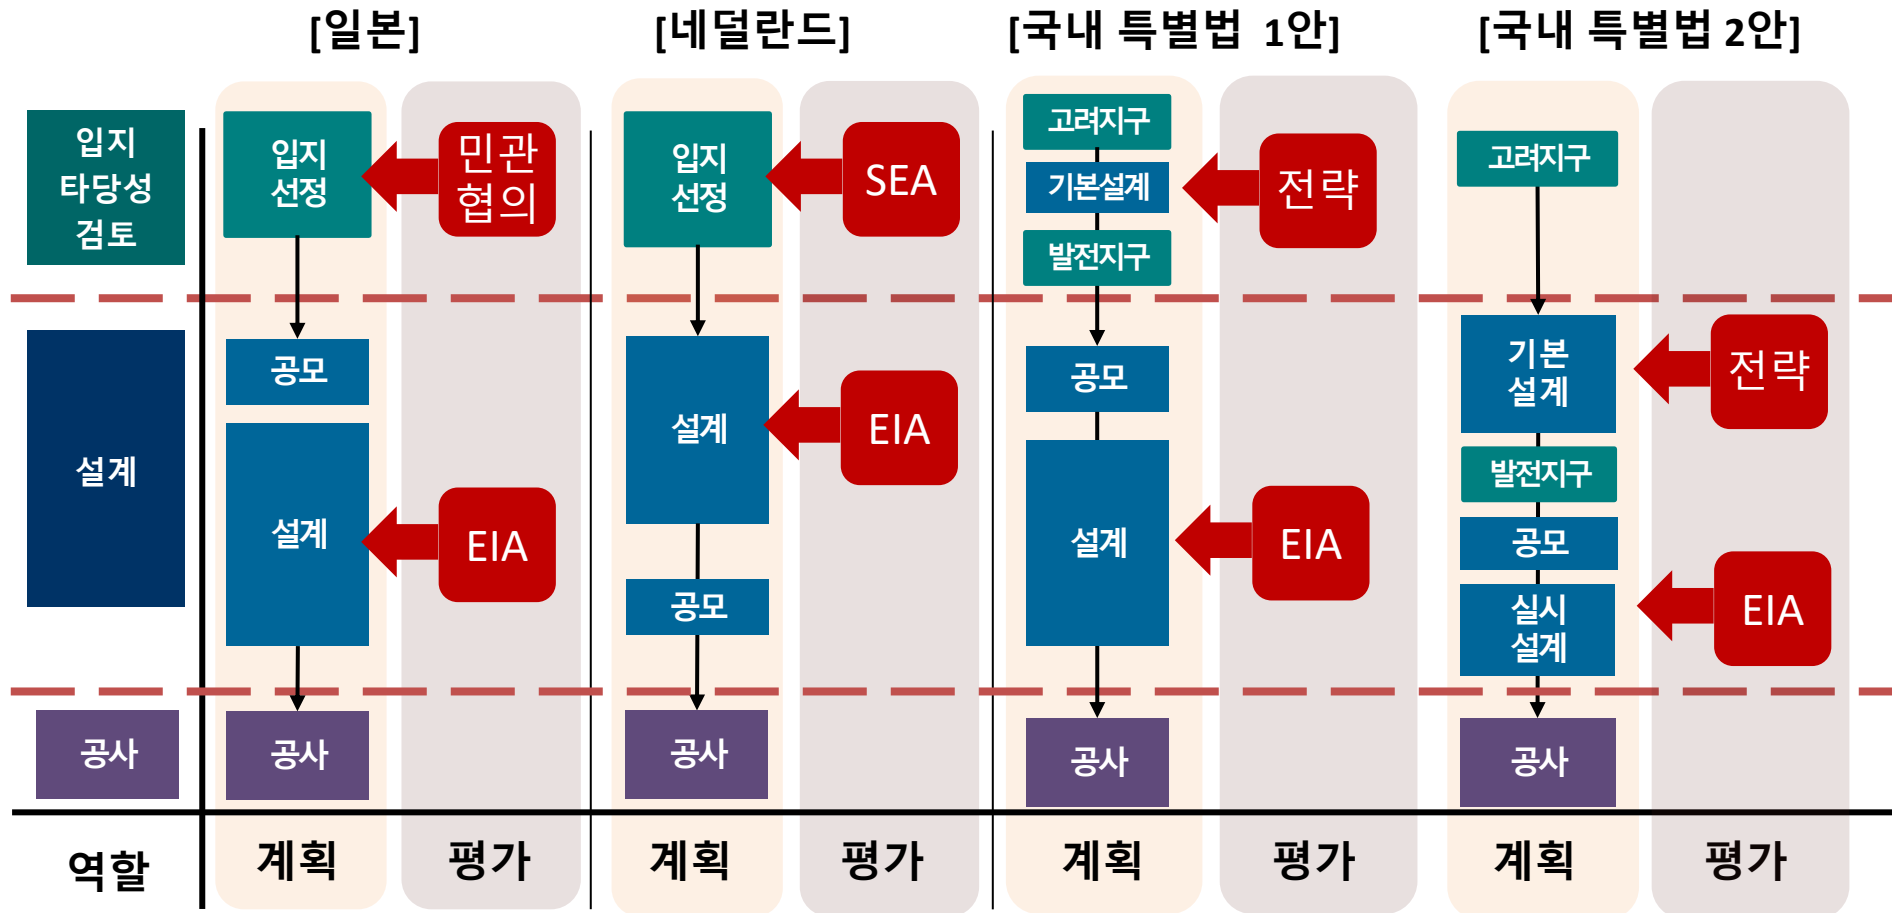 [일본]
[네덜란드]
[국내 특별법 1안]
[국내 특별법 2안]
입지
타당성
검토
설계
공사
역할
입지
선정
민관
협의
공모
설계
EIA
공사
계획
평가
입지
선정
SEA
설계
EIA
공모
공사
계획
평가
고려지구
기본설계
전략
발전지구
공모
설계
EIA
공사
계획
평가
고려지구
기본
설계
전략
발전지구
공모
실시
설계
EIA
공사
계획
평가